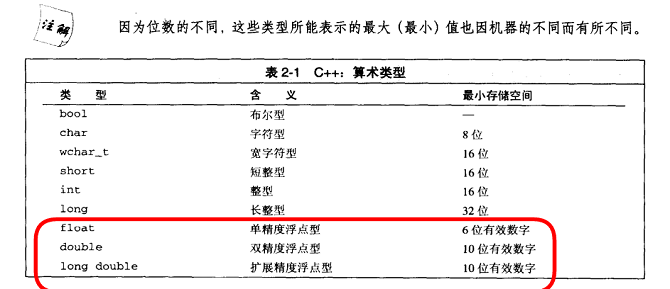 注解
因为位数的不同，这些类型所能表示的最大（最小）值也因机器的不同而有所不同。
表 2-1 C++：算术类型
类 型 含 义 最小存储空间
bool 布尔型 —
char 字符型 8 位
wchar_t 宽字符型 16 位
short 短整型 16 位
int 整型 16 位
long 长整型 32 位
float 单精度浮点型 6 位有效数字
double 双精度浮点型 10 位有效数字
long double 扩展精度浮点型 10 位有效数字